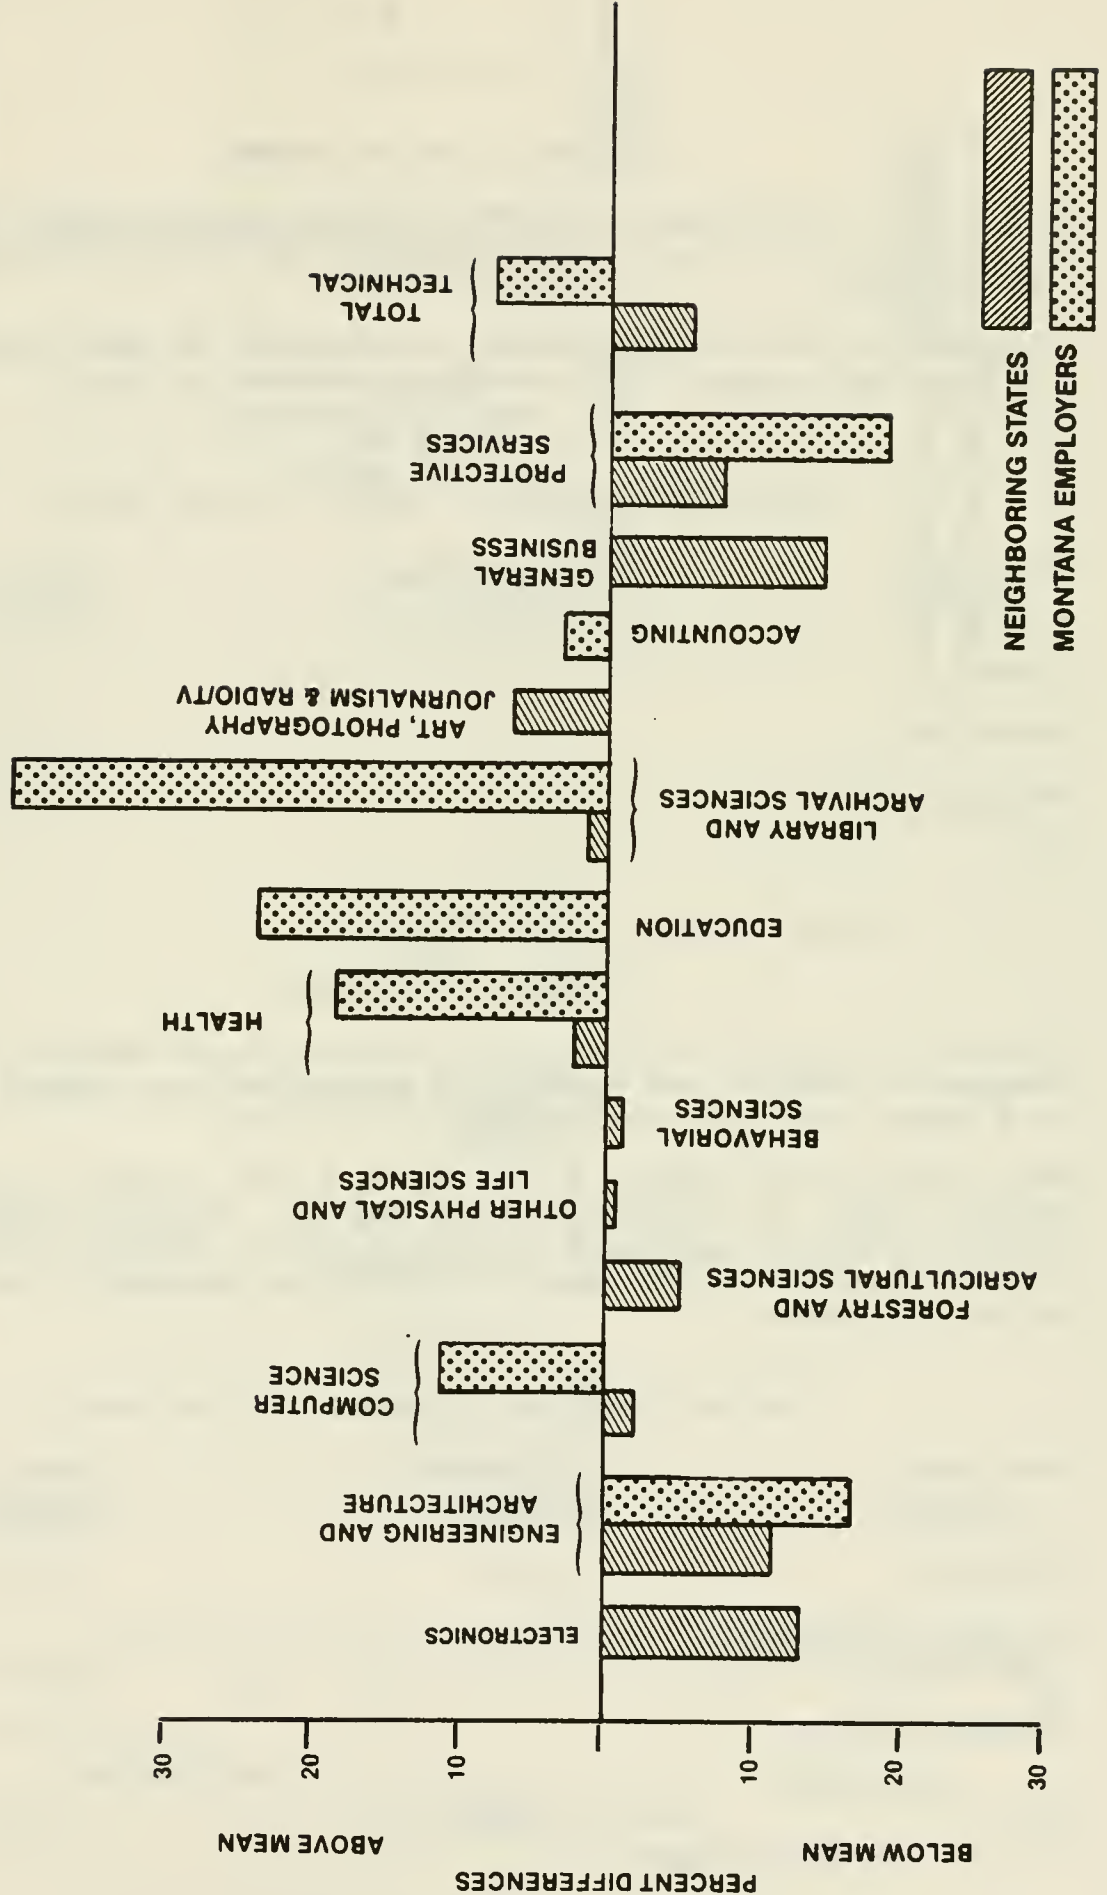 PERCENT DIFFERENCES
BELOW MEAN
ABOVE MEAN
30
20
10
10
20
30
ELECTRONICS
ENGINEERING AND
ARCHITECTURE
COMPUTER
SCIENCE
FORESTRY AND
AGRICULTURAL SCIENCES
OTHER PHYSICAL AND
LIFE SCIENCES
BEHAVORIAL
SCIENCES
HEALTH
EDUCATION
LIBRARY AND
ARCHIVAL SCIENCES
ART, PHOTOGRAPHY
JOURNALISM & RADIO/TV
ACCOUNTING
GENERAL
BUSINESS
PROTECTIVE
SERVICES
TOTAL
TECHNICAL
NEIGHBORING STATES
MONTANA EMPLOYERS